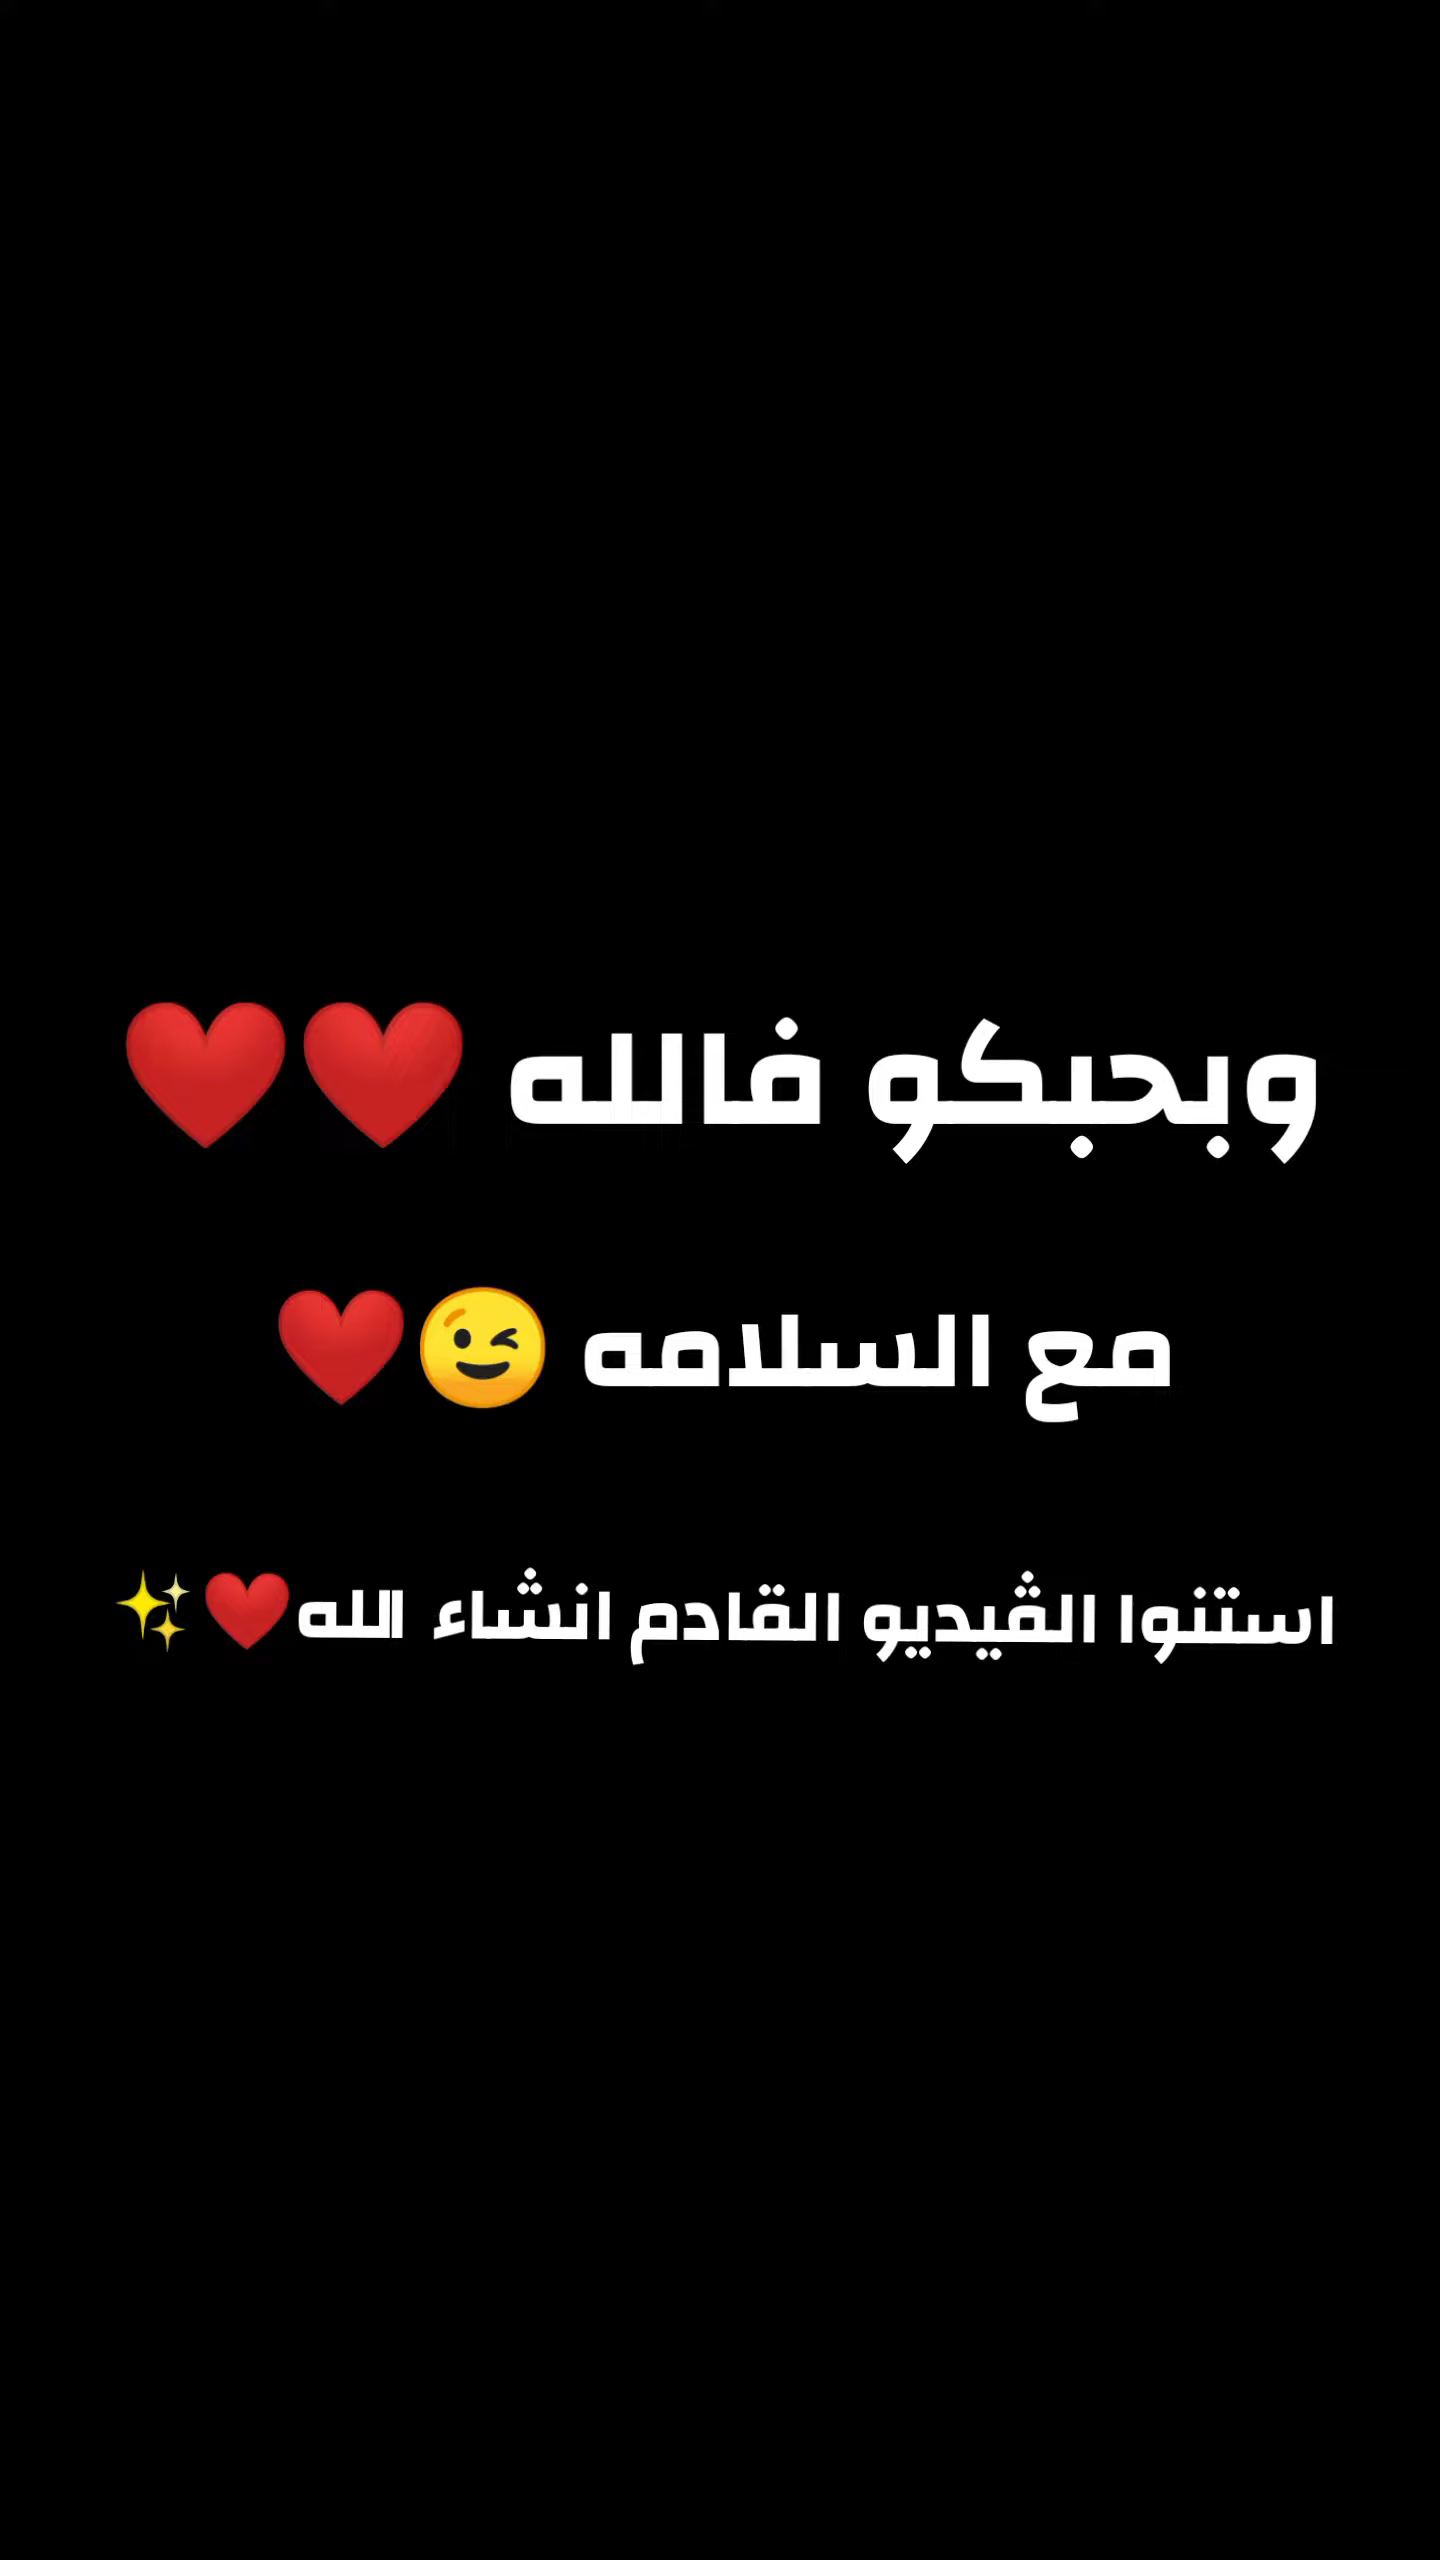 وبحبكو فالله ❤️❤️
مع السلامه 😉❤️
استنوا الڤيديو القادم انشاء الله❤️✨